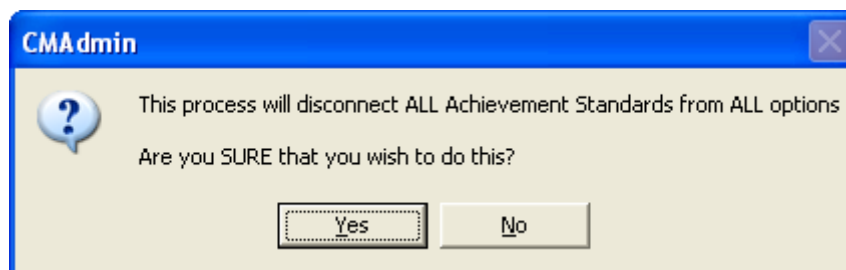 CMAdmin
This process will disconnect ALL Achievement Standards from ALL options
Are you SURE that you wish to do this?
Yes
No